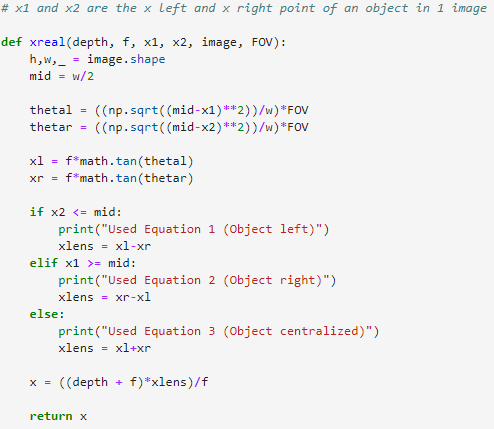 # x1 and x2 are the x left and x right point of an object in 1 image
def xreal(depth, f, x1, x2, image, FOV):
    h,w,_ = image.shape
    mid = w/2
    thetal = ((np.sqrt((mid-x1)**2))/w)*FOV
    thetar = ((np.sqrt((mid-x2)**2))/w)*FOV
    xl = f*math.tan(thetal)
    xr = f*math.tan(thetar)
    if x2 <= mid:
        print("Used Equation 1 (Object left)")
        xlens = xl-xr
    elif x1 >= mid:
        print("Used Equation 2 (Object right)")
        xlens = xr-xl
    else:
        print("Used Equation 3 (Object centralized)")
        xlens = xl+xr
    x = ((depth + f)*xlens)/f
    return x